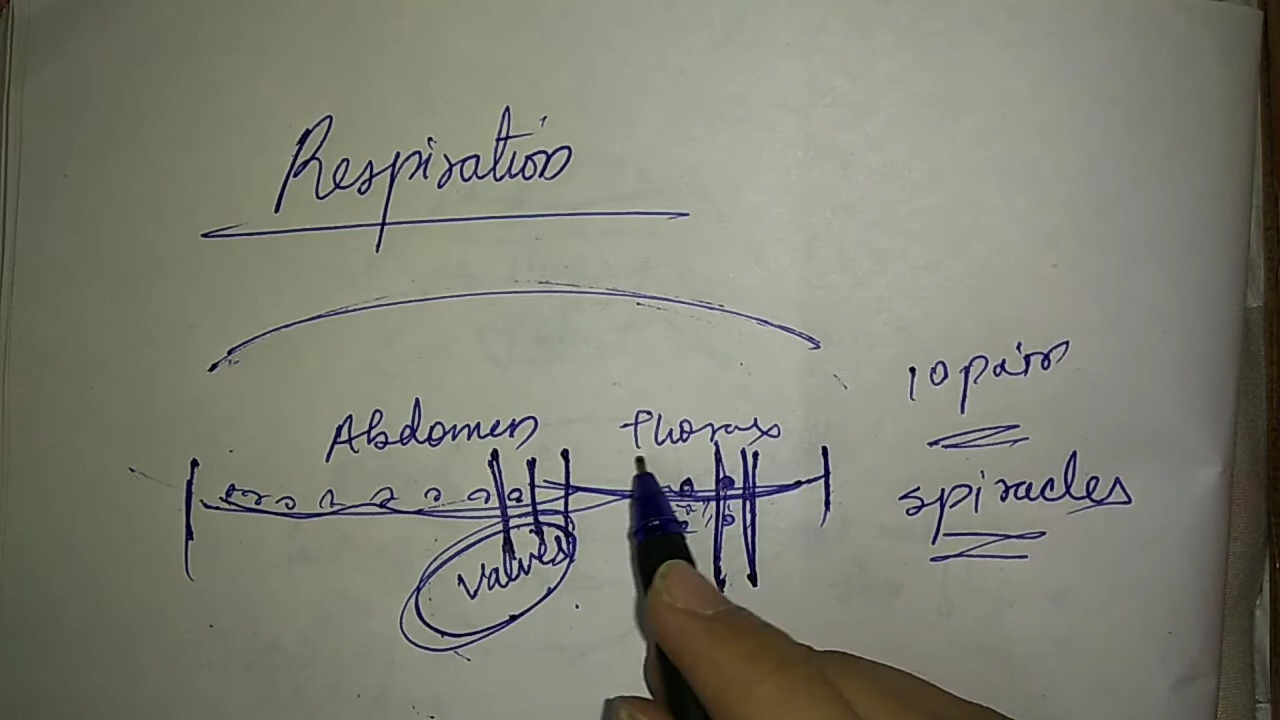 Respiration
10 pairs
Abdomen Thorax
spiracles
valves